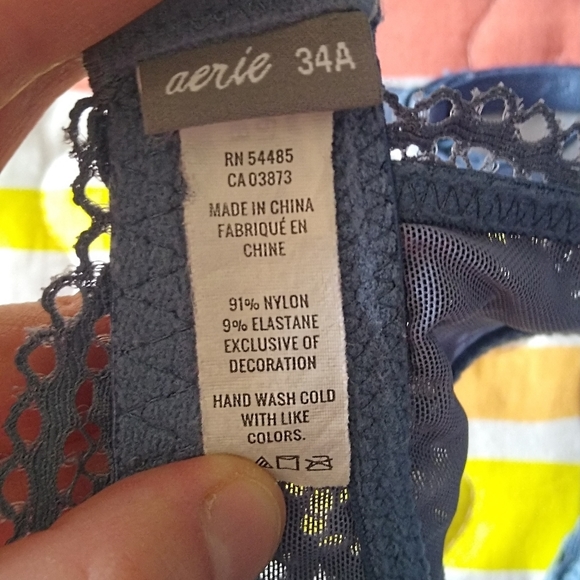 aerie 34A
RN 54485
CA 03873
MADE IN CHINA
FABRIQUÉ EN
CHINE
91% NYLON
9% ELASTANE
EXCLUSIVE OF
DECORATION
HAND WASH COLD
WITH LIKE
COLORS.